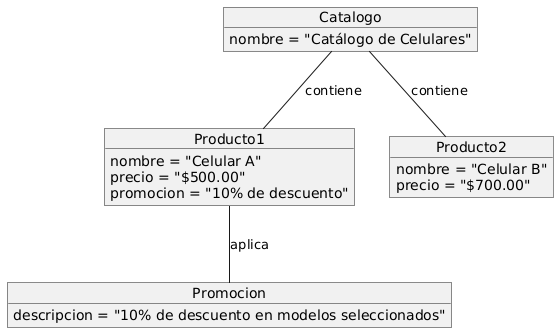 Catalogo
nombre = "Catálogo de Celulares"
contiene
contiene
Producto1
nombre = "Celular A"
precio = "$500.00"
promocion = "10% de descuento"
Producto2
nombre = "Celular B"
precio = "$700.00"
aplica
Promocion
descripcion = "10% de descuento en modelos seleccionados"